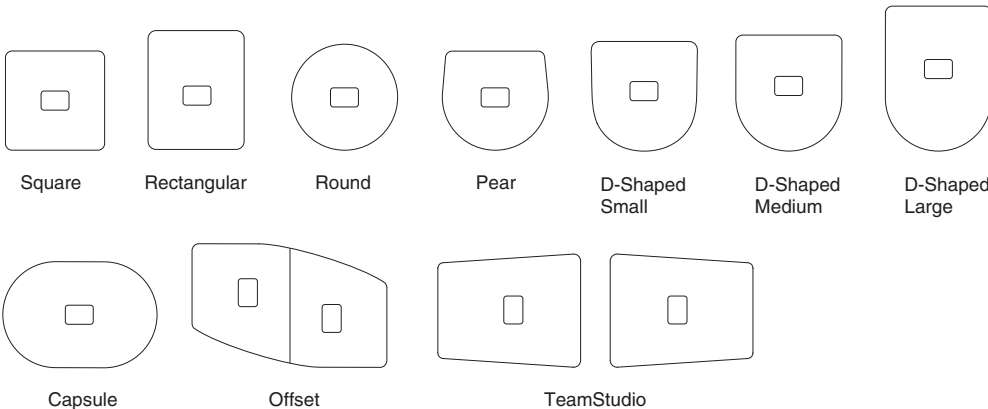 Square
Rectangular
Round
Pear
D-Shaped
Small
D-Shaped
Medium
D-Shaped
Large
Capsule
Offset
TeamStudio